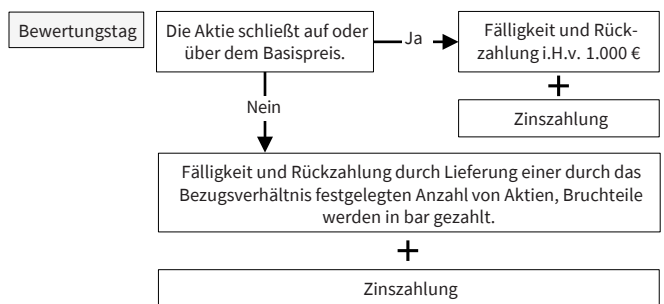 Bewertungstag
Die Aktie schließt auf oder
über dem Basispreis.
Ja
Fälligkeit und Rück-
zahlung i.H.v. 1.000 €
+
Zinszahlung
Nein
Fälligkeit und Rückzahlung durch Lieferung einer durch das
Bezugsverhältnis festgelegten Anzahl von Aktien, Bruchteile
werden in bar gezahlt.
+
Zinszahlung